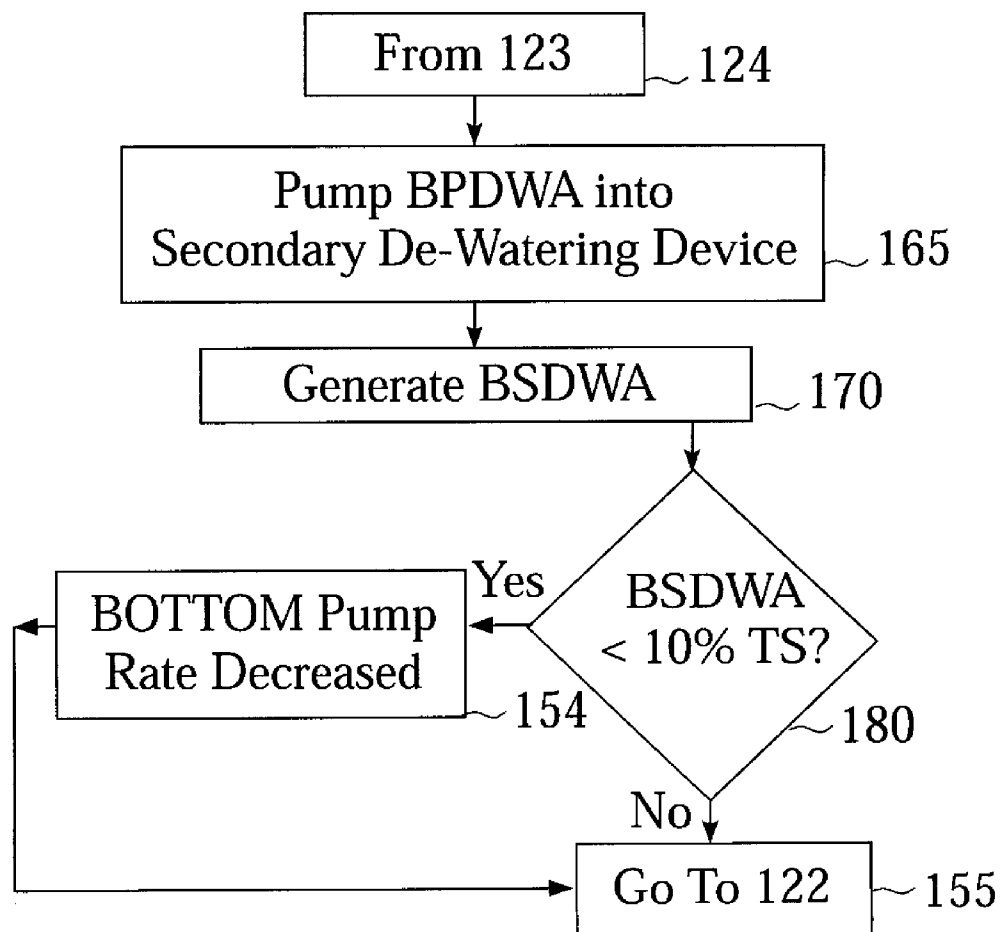 From 123
124
Pump BPDWA into
Secondary De-Watering Device
165
Generate BSDWA
170
BSDWA
< 10% TS?
180
Yes
BOTTOM Pump
Rate Decreased
154
No
Go To 122
155